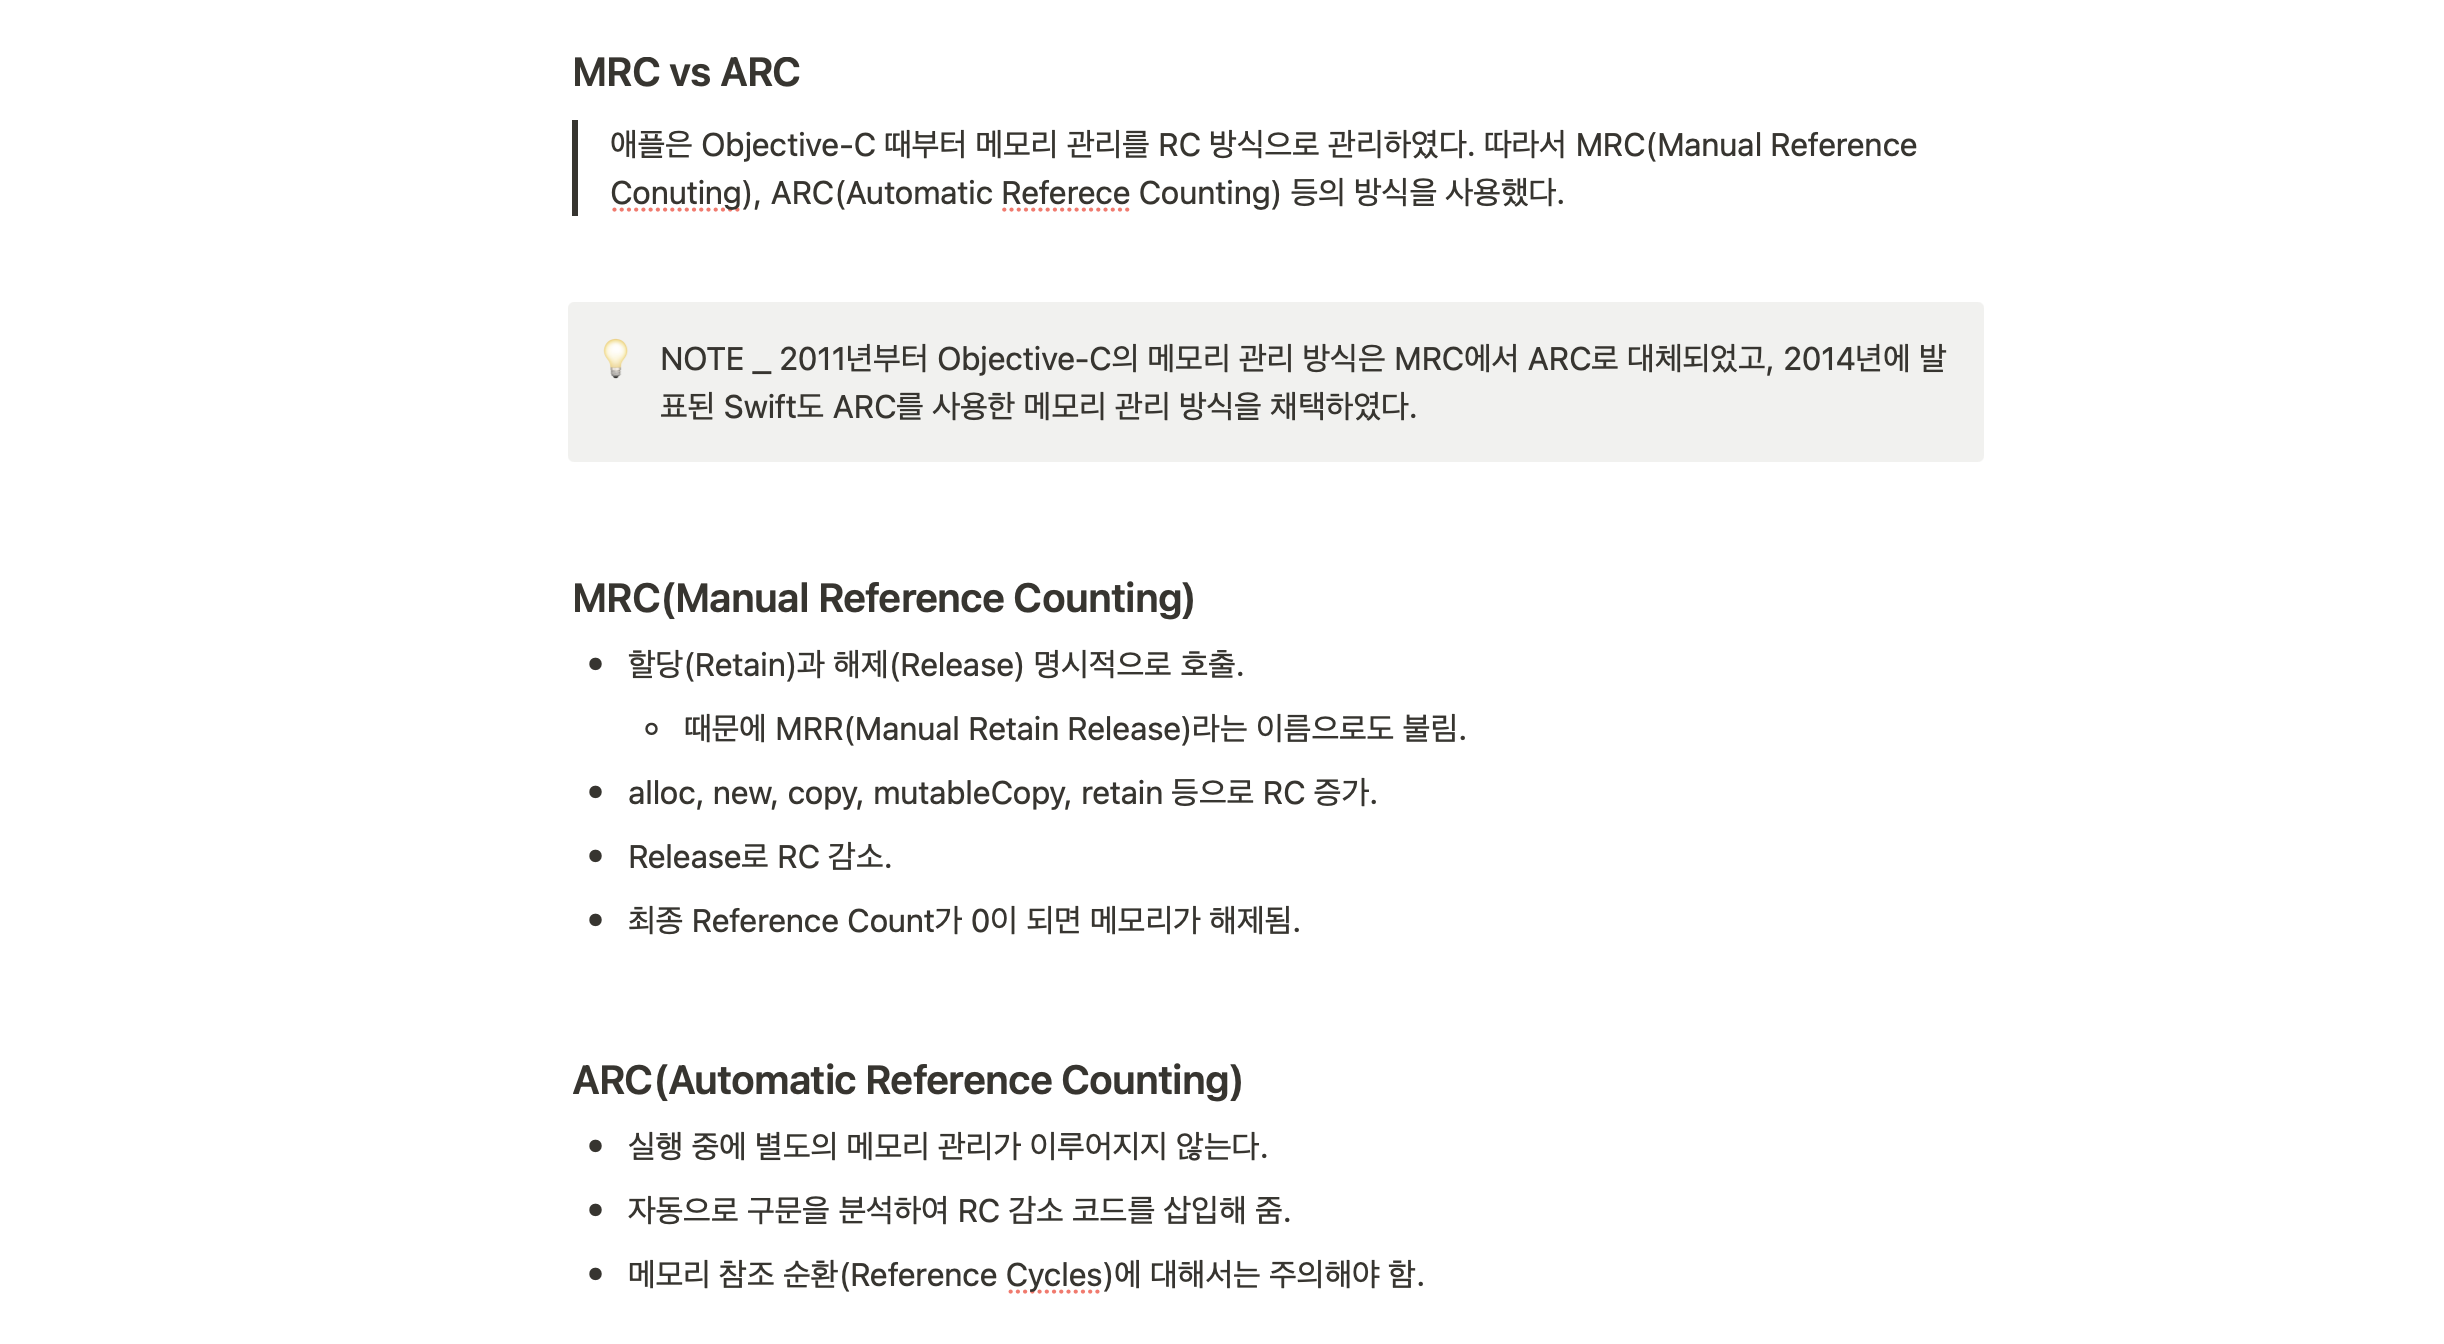 MRC vs ARC
애플은 Objective-C 때부터 메모리 관리를 RC 방식으로 관리하였다. 따라서 MRC(Manual Reference
Conuting), ARC(Automatic Referece Counting) 등의 방식을 사용했다.
NOTE _ 2011년부터 Objective-C의 메모리 관리 방식은 MRC에서 ARC로 대체되었고, 2014년에 발
표된 Swift도 ARC를 사용한 메모리 관리 방식을 채택하였다.
MRC(Manual Reference Counting)
• 할당(Retain)과 해제(Release) 명시적으로 호출.
◦ 때문에 MRR(Manual Retain Release)라는 이름으로도 불림.
• alloc, new, copy, mutableCopy, retain 등으로 RC 증가.
• Release로 RC 감소.
• 최종 Reference Count가 0이 되면 메모리가 해제됨.
ARC(Automatic Reference Counting)
• 실행 중에 별도의 메모리 관리가 이루어지지 않는다.
• 자동으로 구문을 분석하여 RC 감소 코드를 삽입해 줌.
• 메모리 참조 순환(Reference Cycles)에 대해서는 주의해야 함.